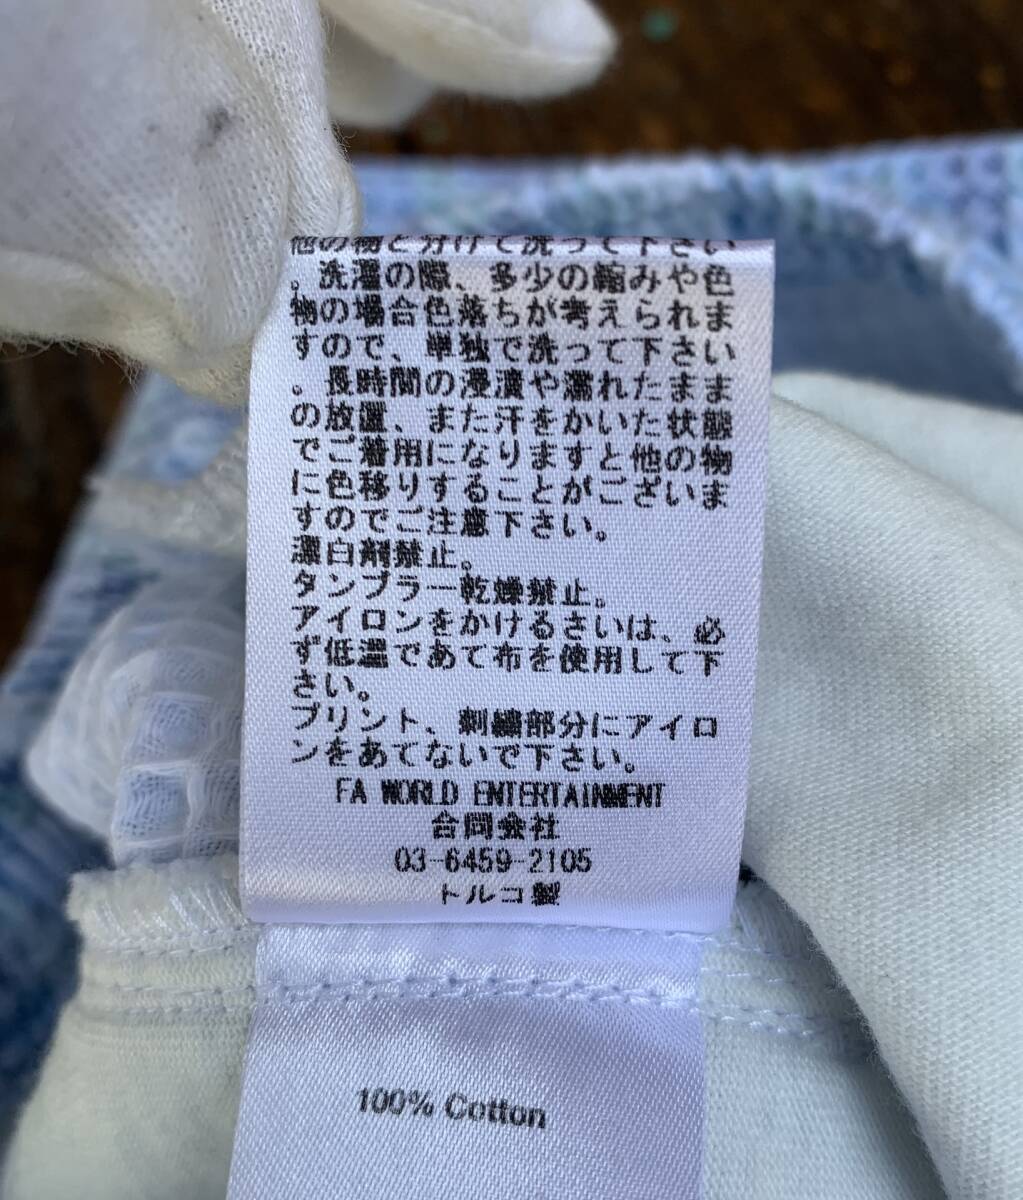 他の物と分けて洗って下さい
。洗濯の際、多少の縮みや色
物の場合色落ちが考えられま
すので、単独で洗って下さい
。長時間の浸漬や濡れたまま
の放置、また汗をかいた状態
でご着用になりますと他の物
に色移りすることがございま
すのでご注意下さい。
漂白剤禁止。
タンブラー乾燥禁止。
アイロンをかけるさいは、必
ず低温であて布を使用して下
さい。
プリント、刺繍部分にアイロ
ンをあてないで下さい。
FA WORLD ENTERTAINMENT
合同会社
03-6459-2105
トルコ製
100% Cotton